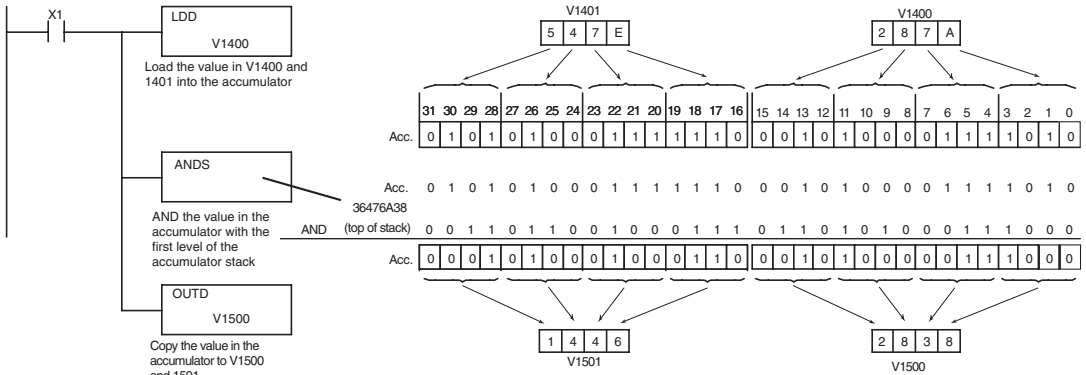 X1
LDD
V1400
Load the value in V1400 and
1401 into the accumulator
ANDS
AND the value in the
accumulator with the
first level of the
accumulator stack
OUTD
V1500
Copy the value in the
accumulator to V1500
and 1501
V1401
5 4 7 E
V1400
2 8 7 A
31 30 29 28 27 26 25 24 23 22 21 20 19 18 17 16 15 14 13 12 11 10 9 8 7 6 5 4 3 2 1 0
Acc. 0 1 0 1 0 1 0 0 0 1 1 1 1 1 1 0 0 0 1 0 1 0 0 0 0 1 1 1 1 0 1 0
Acc. 0 1 0 1 0 1 0 0 0 1 1 1 1 1 1 0 0 0 1 0 1 0 0 0 0 1 1 1 1 0 1 0
36476A38
AND (top of stack) 0 0 1 1 0 1 1 0 0 1 0 0 0 1 1 1 0 1 1 0 1 0 1 0 0 0 1 1 1 0 0 0
Acc. 0 0 0 1 0 1 0 0 0 1 0 0 0 1 1 0 0 0 1 0 1 0 0 0 0 0 1 1 1 0 0 0
1 4 4 6
V1501
2 8 3 8
V1500